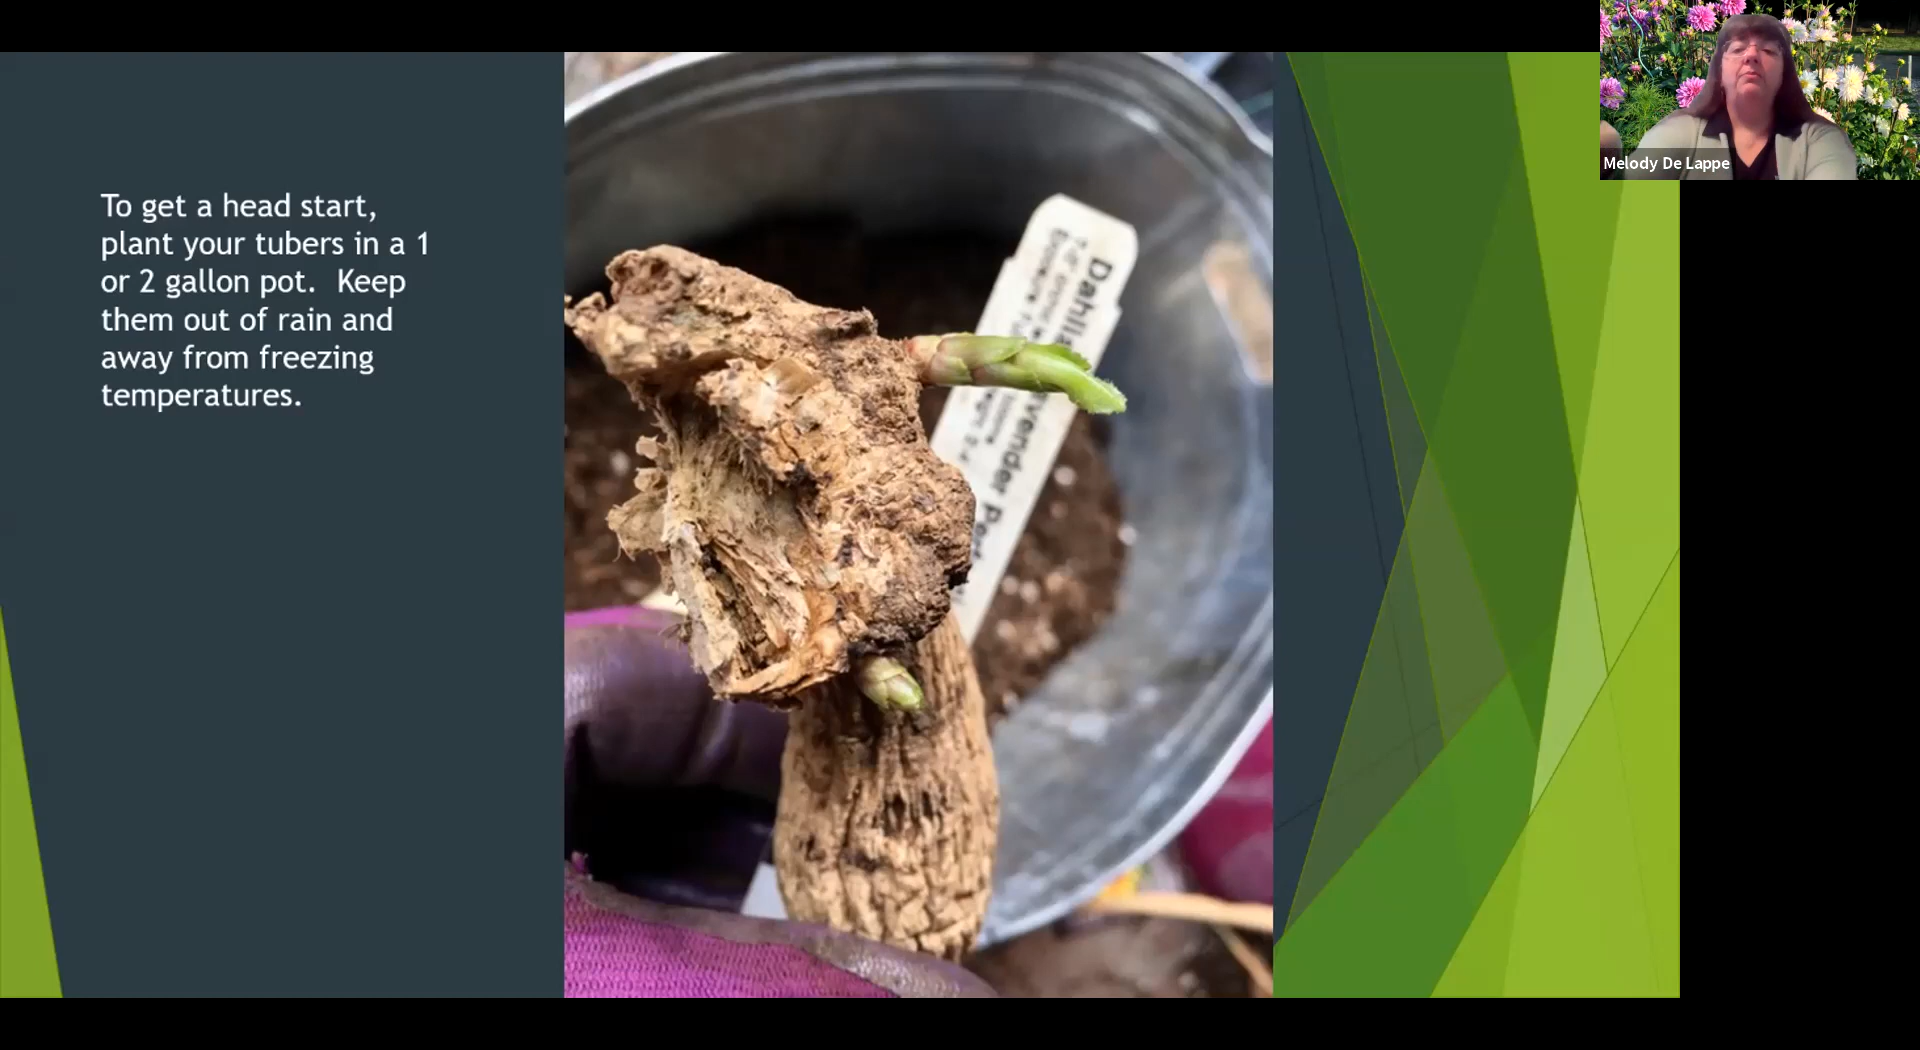 To get a head start,
plant your tubers in a 1
or 2 gallon pot.  Keep
them out of rain and
away from freezing
temperatures.
Dahlia
Melody De Lappe